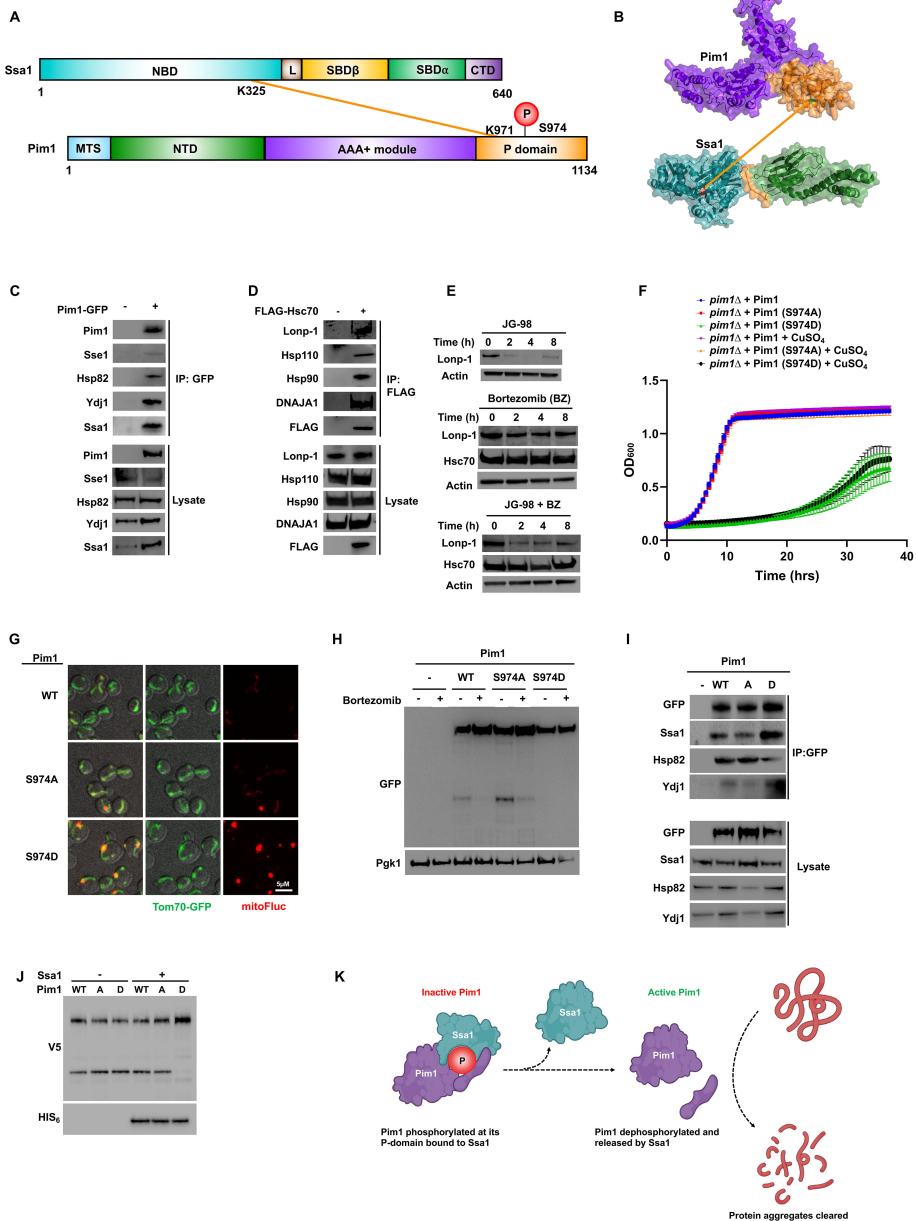 A
Ssa1
NBD
L
SBDβ
SBDα
CTD
1
K325
640
P
K971
S974
Pim1
MTS
NTD
AAA+ module
P domain
1
1134
B
Pim1
Ssa1
C
Pim1-GFP - +
Pim1
Sse1
Hsp82
Ydj1
Ssa1
IP: GFP
Pim1
Sse1
Hsp82
Ydj1
Ssa1
Lysate
D
FLAG-Hsc70 - +
Lonp-1
Hsp110
Hsp90
DNAJA1
FLAG
IP:
FLAG
Lonp-1
Hsp110
Hsp90
DNAJA1
FLAG
Lysate
E
JG-98
Time (h) 0 2 4 8
Lonp-1
Actin
Bortezomib (BZ)
Time (h) 0 2 4 8
Lonp-1
Hsc70
Actin
JG-98 + BZ
Time (h) 0 2 4 8
Lonp-1
Hsc70
Actin
F
pim1Δ + Pim1
pim1Δ + Pim1 (S974A)
pim1Δ + Pim1 (S974D)
pim1Δ + Pim1 + CuSO4
pim1Δ + Pim1 (S974A) + CuSO4
pim1Δ + Pim1 (S974D) + CuSO4
OD600
1.5
1.0
0.5
0.0
0 10 20 30 40
Time (hrs)
G
Pim1
WT
S974A
S974D
5µM
Tom70-GFP
mitoFluc
H
Pim1
- WT S974A S974D
Bortezomib - + - + - + - +
GFP
Pgk1
I
Pim1
- WT A D
GFP
Ssa1
Hsp82
Ydj1
IP:GFP
GFP
Ssa1
Hsp82
Ydj1
Lysate
J
Ssa1 - +
Pim1 WT A D WT A D
V5
HIS6
K
Inactive Pim1
Ssa1
P
Pim1
Pim1 phosphorylated at its
P-domain bound to Ssa1
Ssa1
Active Pim1
Pim1
Pim1 dephosphorylated and
released by Ssa1
Protein aggregates cleared